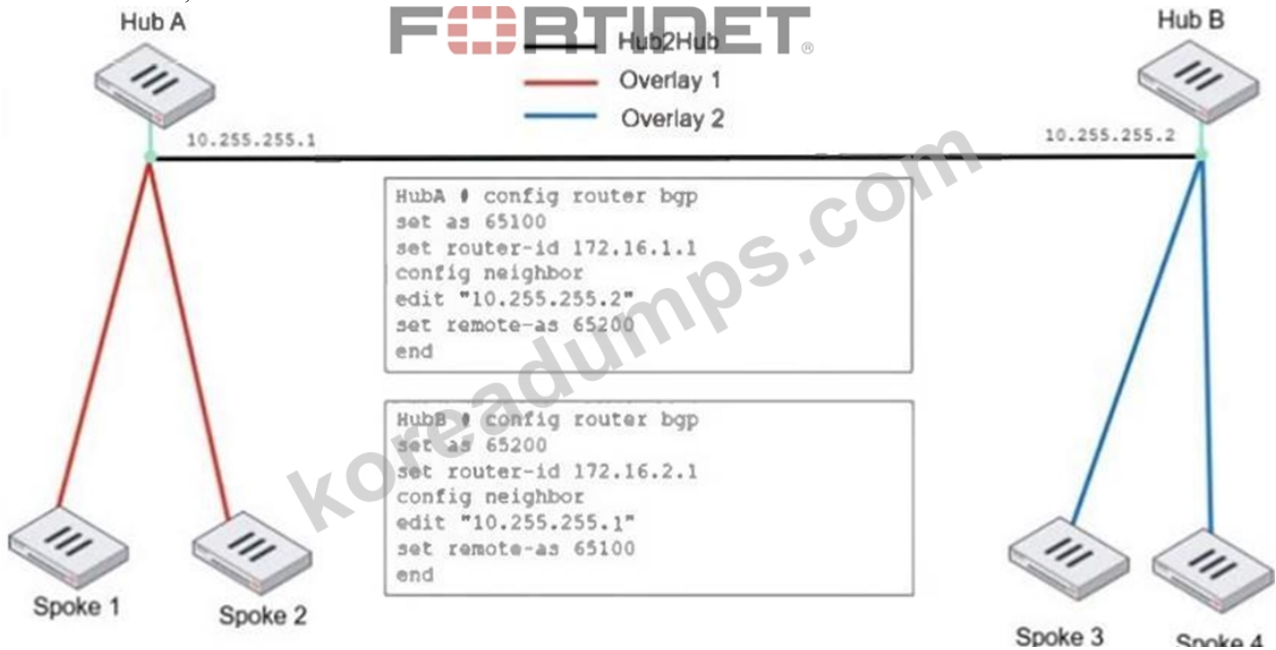 Hub A
FORTINET®
Hub B
Hub2Hub
Overlay 1
Overlay 2
10.255.255.1
10.255.255.2
HubA # config router bgp
set as 65100
set router-id 172.16.1.1
config neighbor
edit "10.255.255.2"
set remote-as 65200
end
HubB # config router bgp
set as 65200
set router-id 172.16.2.1
config neighbor
edit "10.255.255.1"
set remote-as 65100
end
koreadumps.com
Spoke 1
Spoke 2
Spoke 3
Spoke 4